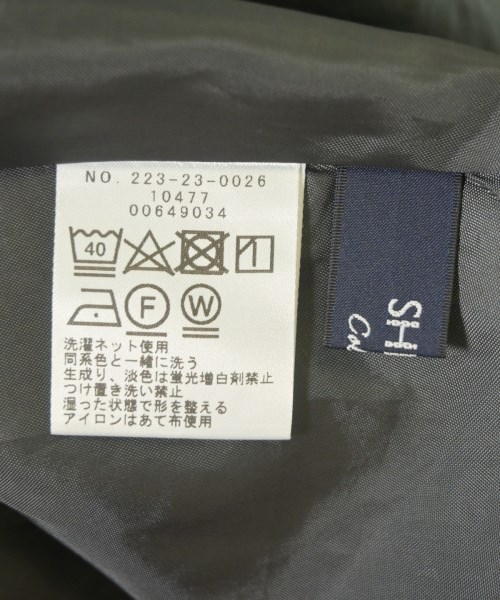 NO. 223-23-0026
10477
00649034
40
F W
洗濯ネット使用
同系色と一緒に洗う
生成り、淡色は蛍光増白剤禁止
つけ置き洗い禁止
湿った状態で形を整える
アイロンはあて布使用
SH
Co